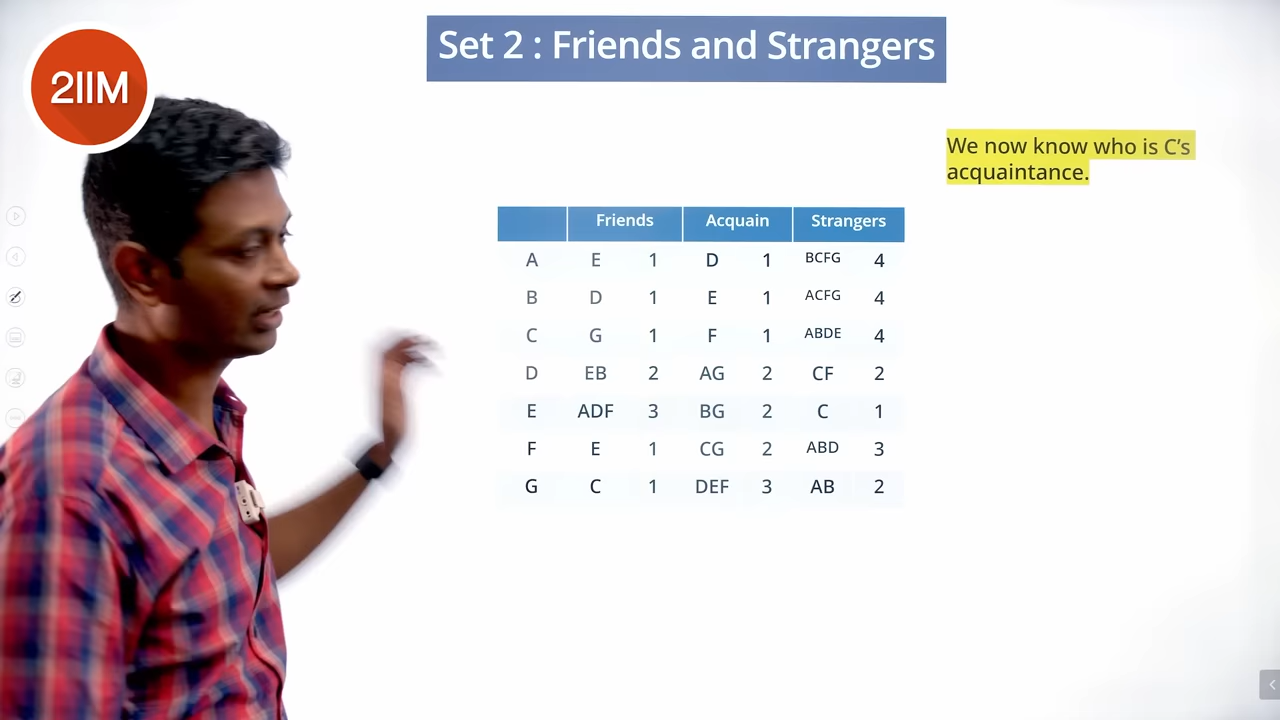 2IIM
Set 2 : Friends and Strangers
We now know who is C's
acquaintance.
Friends Acquain Strangers
A E 1 D 1 BCFG 4
B D 1 E 1 ACFG 4
C G 1 F 1 ABDE 4
D EB 2 AG 2 CF 2
E ADF 3 BG 2 C 1
F E 1 CG 2 ABD 3
G C 1 DEF 3 AB 2